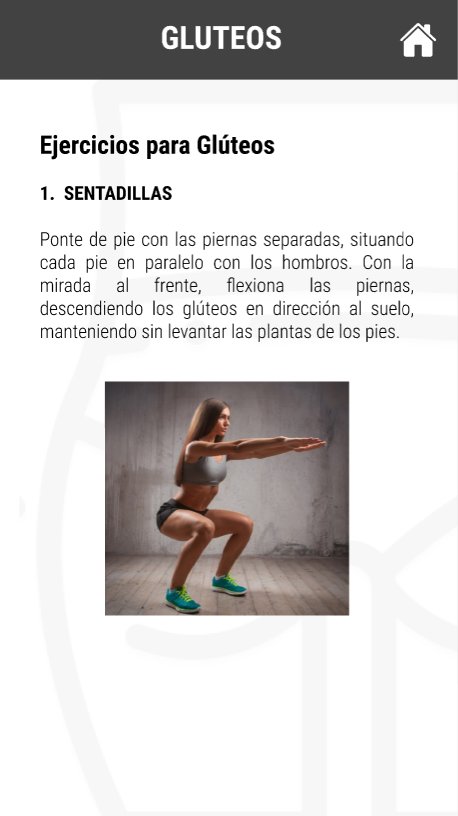 GLUTEOS
Ejercicios para Glúteos
1. SENTADILLAS
Ponte de pie con las piernas separadas, situando
cada pie en paralelo con los hombros. Con la
mirada al frente, flexiona las piernas,
descendiendo los glúteos en dirección al suelo,
manteniendo sin levantar las plantas de los pies.